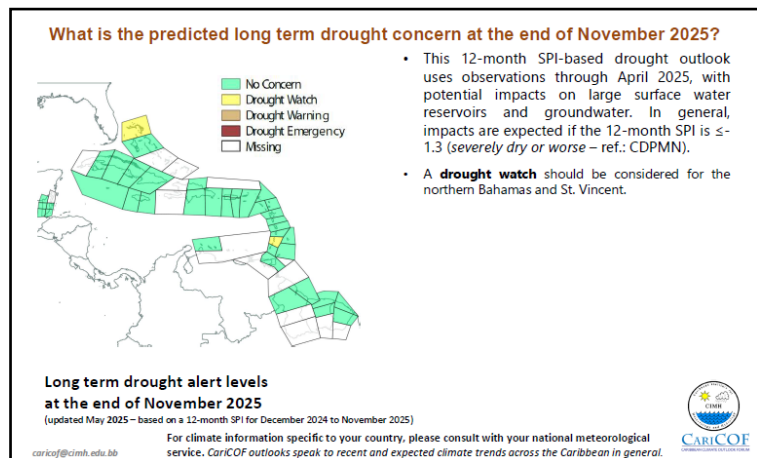 What is the predicted long term drought concern at the end of November 2025?
No Concern
Drought Watch
Drought Warning
Drought Emergency
Missing
• This 12-month SPI-based drought outlook
uses observations through April 2025, with
potential impacts on large surface water
reservoirs and groundwater. In general,
impacts are expected if the 12-month SPI is ≤-
1.3 (severely dry or worse – ref.: CDPMN).
• A drought watch should be considered for the
northern Bahamas and St. Vincent.
Long term drought alert levels
at the end of November 2025
(updated May 2025 – based on a 12-month SPI for December 2024 to November 2025)
For climate information specific to your country, please consult with your national meteorological
service. CariCOF outlooks speak to recent and expected climate trends across the Caribbean in general.
caricof@cimh.edu.bb
CIMH
CARICOF
CARIBBEAN CLIMATE OUTLOOK FORUM